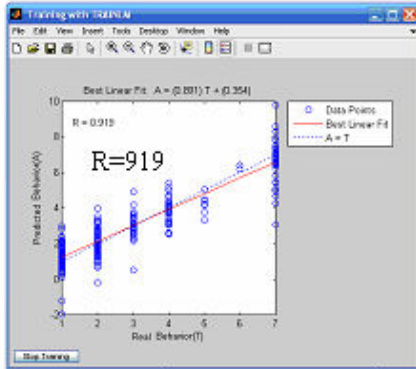 Training with TRAINLM
File Edit View Insert Tools Desktop Window Help
Best Linear Fit: A = (0.891) T + (0.354)
R = 0.919
R=919
Data Points
Best Linear Fit
A = T
Predicted Behavior(A)
10
8
6
4
2
0
-2
1 2 3 4 5 6 7
Real Behavior(T)
Stop Training